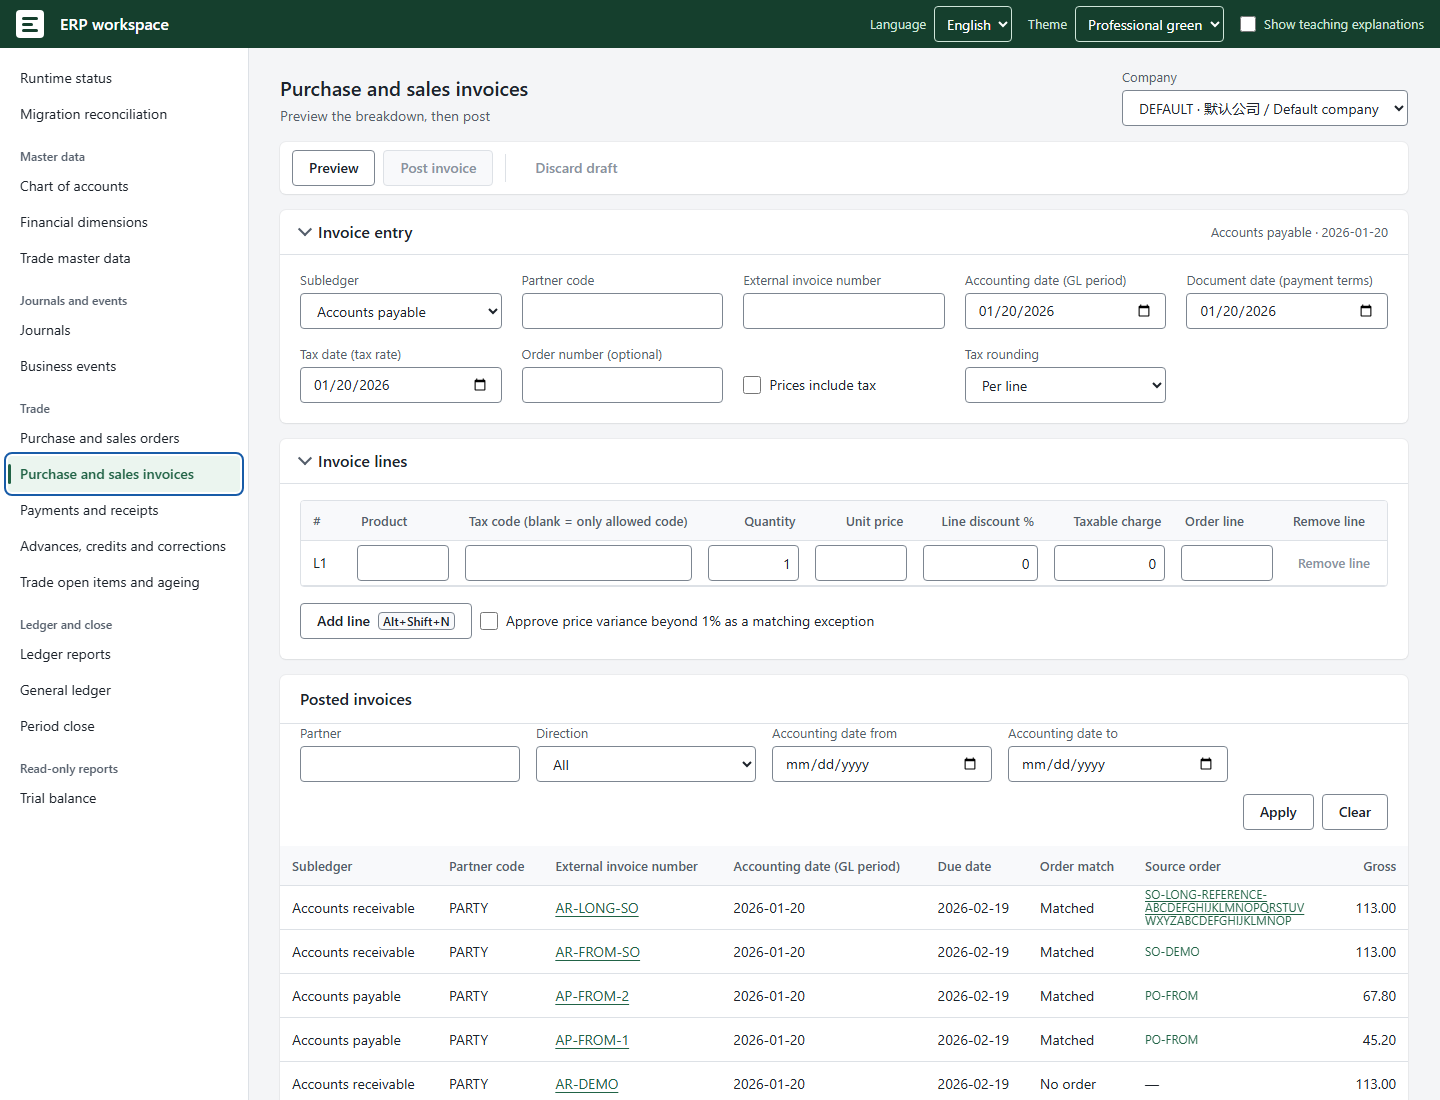 ERP workspace
Language English Theme Professional green Show teaching explanations
Runtime status
Migration reconciliation
Master data
Chart of accounts
Financial dimensions
Trade master data
Journals and events
Journals
Business events
Trade
Purchase and sales orders
Purchase and sales invoices
Payments and receipts
Advances, credits and corrections
Trade open items and ageing
Ledger and close
Ledger reports
General ledger
Period close
Read-only reports
Trial balance
Purchase and sales invoices
Preview the breakdown, then post
Company
DEFAULT · 默认公司 / Default company
Preview Post invoice Discard draft
Invoice entry Accounts payable · 2026-01-20
Subledger Partner code External invoice number Accounting date (GL period) Document date (payment terms)
Accounts payable 01/20/2026 01/20/2026
Tax date (tax rate) Order number (optional) Tax rounding
01/20/2026 Prices include tax Per line
Invoice lines
# Product Tax code (blank = only allowed code) Quantity Unit price Line discount % Taxable charge Order line Remove line
L1 1 0 0 Remove line
Add line Alt+Shift+N Approve price variance beyond 1% as a matching exception
Posted invoices
Partner Direction Accounting date from Accounting date to
All mm/dd/yyyy mm/dd/yyyy
Apply Clear
Subledger Partner code External invoice number Accounting date (GL period) Due date Order match Source order Gross
Accounts receivable PARTY AR-LONG-SO 2026-01-20 2026-02-19 Matched SO-LONG-REFERENCE-
ABCDEFGHIJKLMNOPQRSTUV
WXYZABCDEFGHIJKLMNOP 113.00
Accounts receivable PARTY AR-FROM-SO 2026-01-20 2026-02-19 Matched SO-DEMO 113.00
Accounts payable PARTY AP-FROM-2 2026-01-20 2026-02-19 Matched PO-FROM 67.80
Accounts payable PARTY AP-FROM-1 2026-01-20 2026-02-19 Matched PO-FROM 45.20
Accounts receivable PARTY AR-DEMO 2026-01-20 2026-02-19 No order — 113.00